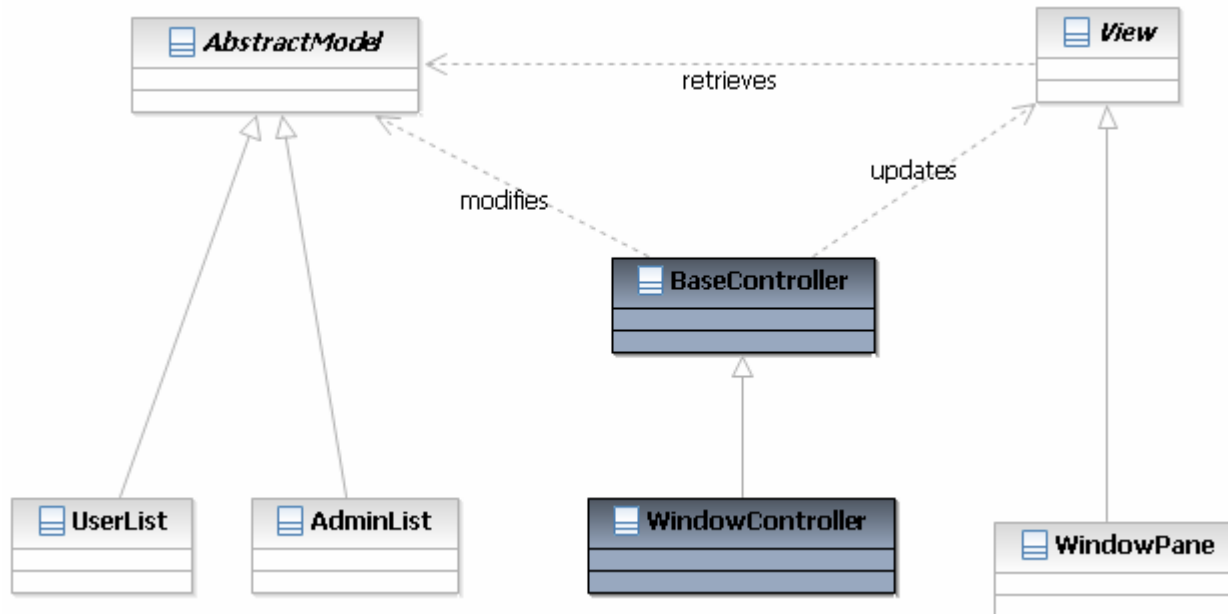 AbstractModel
View
retrieves
modifies
updates
BaseController
UserList
AdminList
WindowController
WindowPane